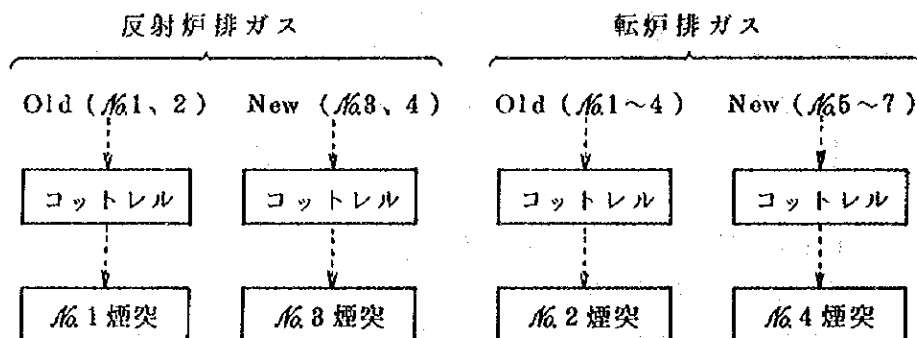 反射炉排ガス 転炉排ガス
Old (№1、2) New (№3、4) Old (№1～4) New (№5～7)
コットレル コットレル コットレル コットレル
№1煙突 №3煙突 №2煙突 №4煙突